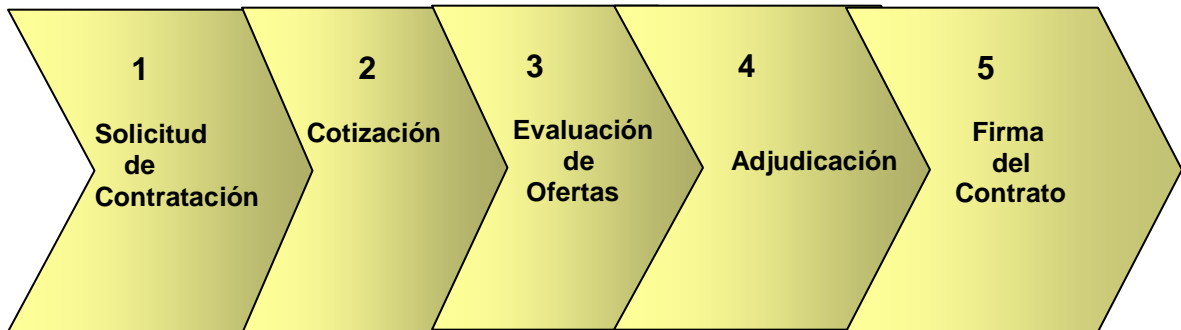 1
Solicitud
de
Contratación
2
Cotización
3
Evaluación
de
Ofertas
4
Adjudicación
5
Firma
del
Contrato